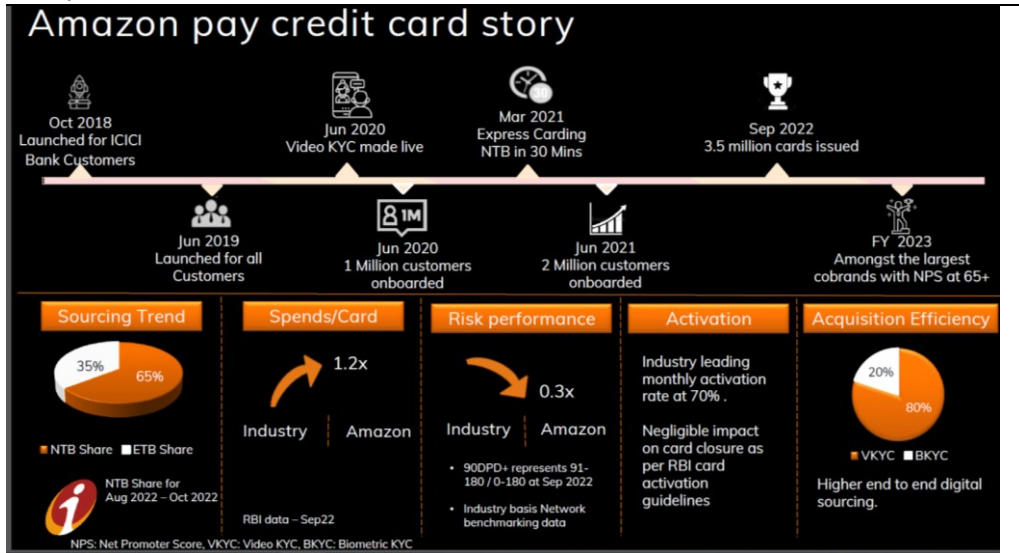 Amazon pay credit card story
Oct 2018
Launched for ICICI
Bank Customers
Jun 2019
Launched for all
Customers
Jun 2020
Video KYC made live
1M
Jun 2020
1 Million customers
onboarded
30
Mar 2021
Express Carding
NTB in 30 Mins
Jun 2021
2 Million customers
onboarded
Sep 2022
3.5 million cards issued
FY 2023
Amongst the largest
cobrands with NPS at 65+
Sourcing Trend
35%
65%
NTB Share ETB Share
NTB Share for
Aug 2022 – Oct 2022
Spends/Card
1.2x
Industry Amazon
RBI data – Sep22
Risk performance
0.3x
Industry Amazon
• 90DPD+ represents 91-
180 / 0-180 at Sep 2022
• Industry basis Network
benchmarking data
Activation
Industry leading
monthly activation
rate at 70% .
Negligible impact
on card closure as
per RBI card
activation
guidelines
Acquisition Efficiency
20%
80%
VKYC BKYC
Higher end to end digital
sourcing.
NPS: Net Promoter Score, VKYC: Video KYC, BKYC: Biometric KYC